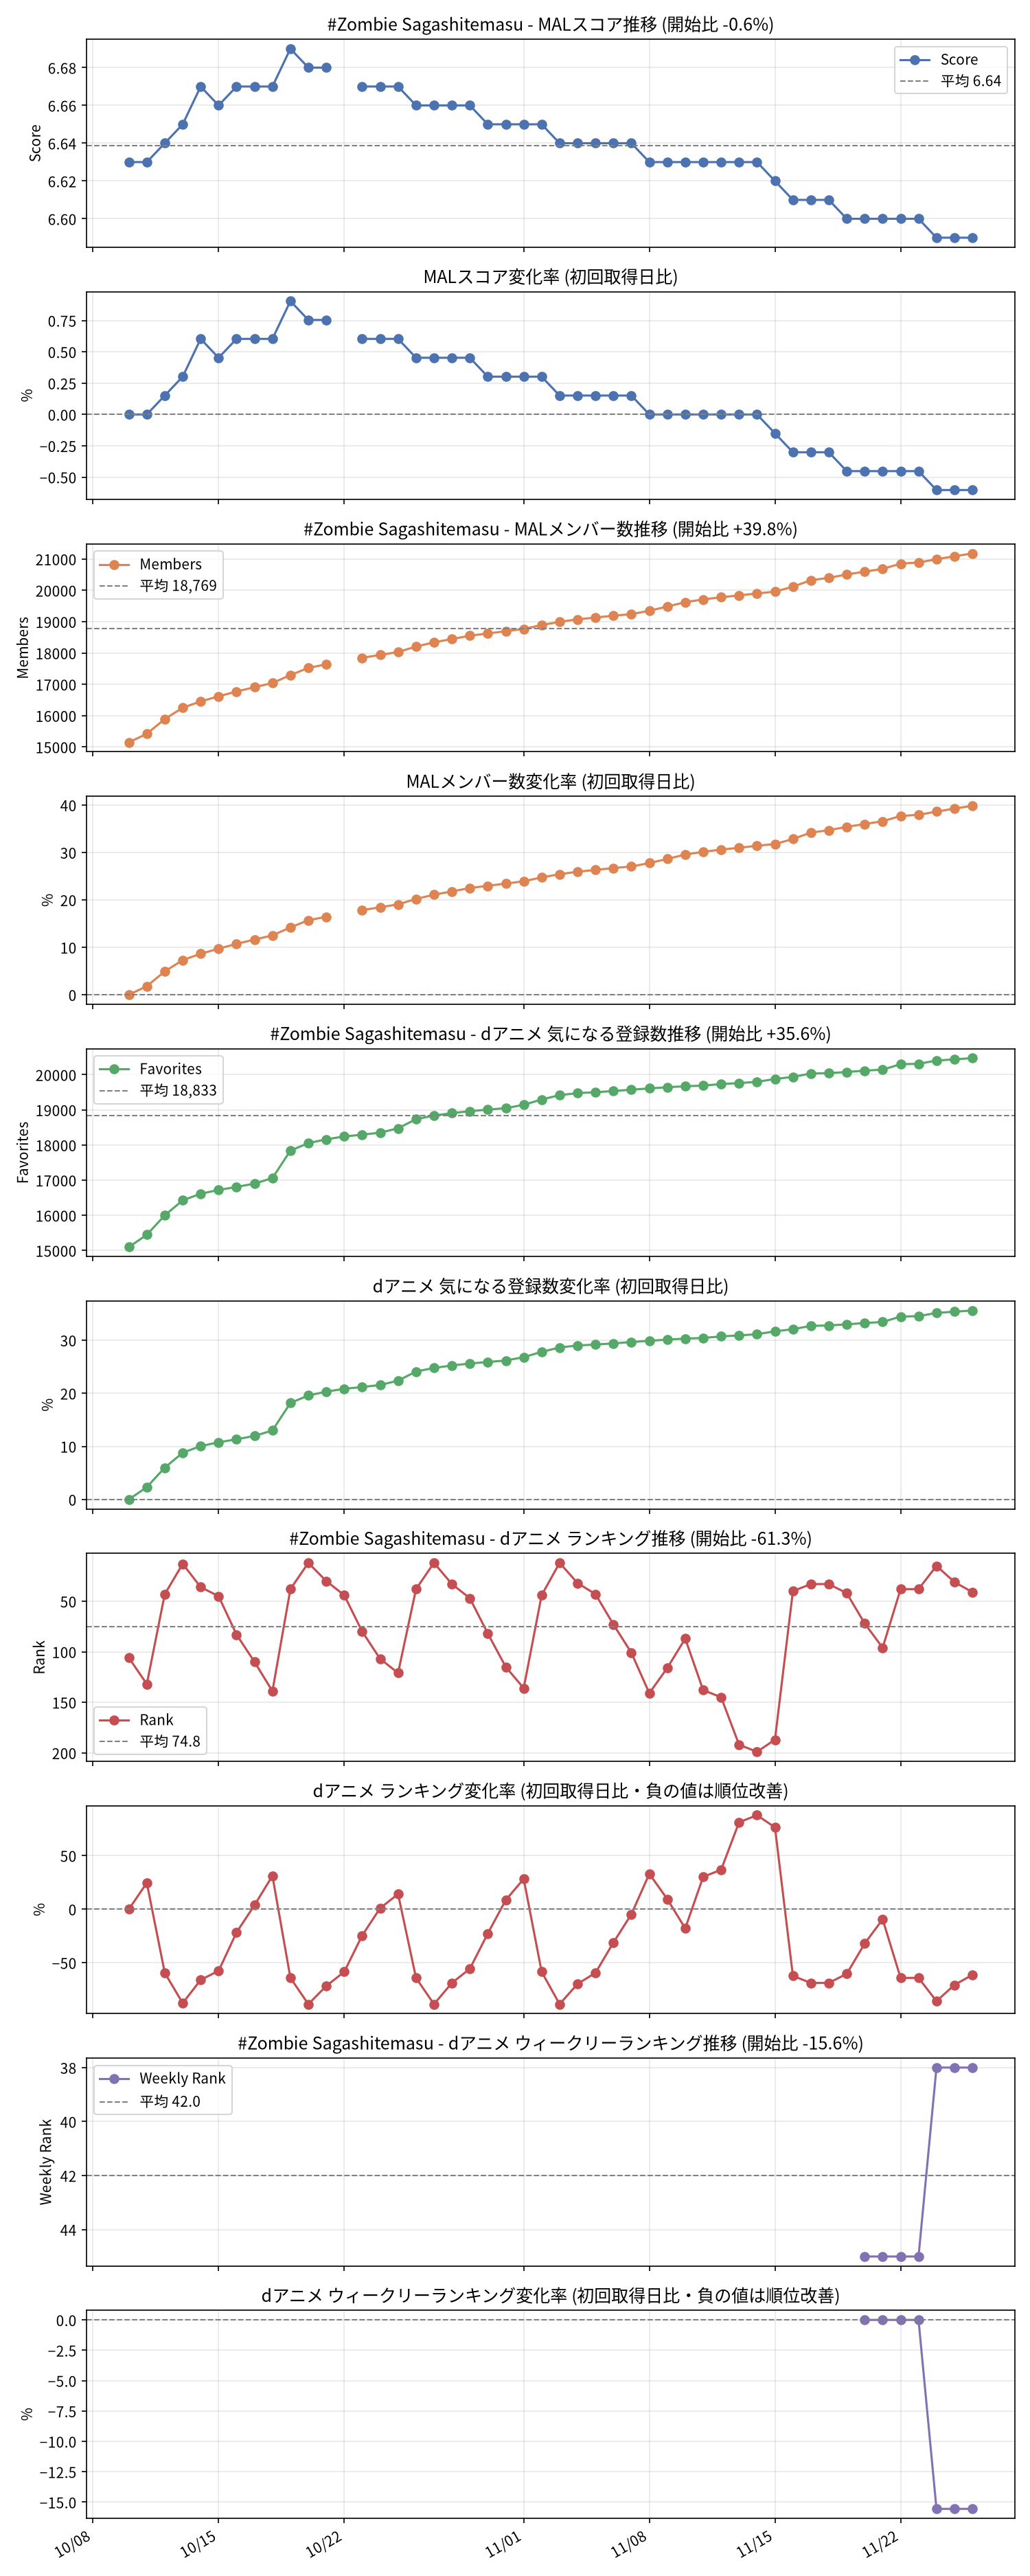 #Zombie Sagashitemasu - MALスコア推移 (開始比 -0.6%)
Score
6.68
6.66
6.64
6.62
6.60
Score
平均 6.64
MALスコア変化率 (初回取得日比)
%
0.75
0.50
0.25
0.00
−0.25
−0.50
#Zombie Sagashitemasu - MALメンバー数推移 (開始比 +39.8%)
Members
21000
20000
19000
18000
17000
16000
15000
Members
平均 18,769
MALメンバー数変化率 (初回取得日比)
%
40
30
20
10
0
#Zombie Sagashitemasu - dアニメ 気になる登録数推移 (開始比 +35.6%)
Favorites
20000
19000
18000
17000
16000
15000
Favorites
平均 18,833
dアニメ 気になる登録数変化率 (初回取得日比)
%
30
20
10
0
#Zombie Sagashitemasu - dアニメ ランキング推移 (開始比 -61.3%)
Rank
50
100
150
200
Rank
平均 74.8
dアニメ ランキング変化率 (初回取得日比・負の値は順位改善)
%
50
0
−50
#Zombie Sagashitemasu - dアニメ ウィークリーランキング推移 (開始比 -15.6%)
Weekly Rank
38
40
42
44
Weekly Rank
平均 42.0
dアニメ ウィークリーランキング変化率 (初回取得日比・負の値は順位改善)
%
0.0
−2.5
−5.0
−7.5
−10.0
−12.5
−15.0
10/08
10/15
10/22
11/01
11/08
11/15
11/22